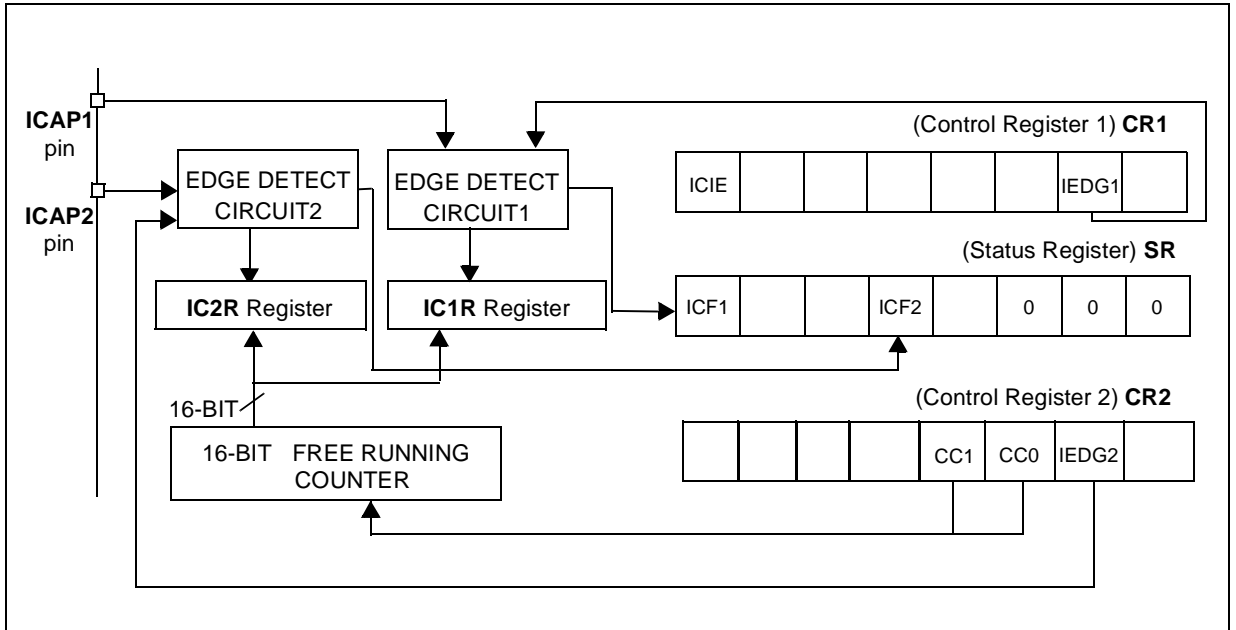 ICAP1
pin
ICAP2
pin
EDGE DETECT
CIRCUIT2
EDGE DETECT
CIRCUIT1
IC2R Register
IC1R Register
16-BIT
16-BIT FREE RUNNING
COUNTER
(Control Register 1) CR1
ICIE IEDG1
(Status Register) SR
ICF1 ICF2 0 0 0
(Control Register 2) CR2
CC1 CC0 IEDG2